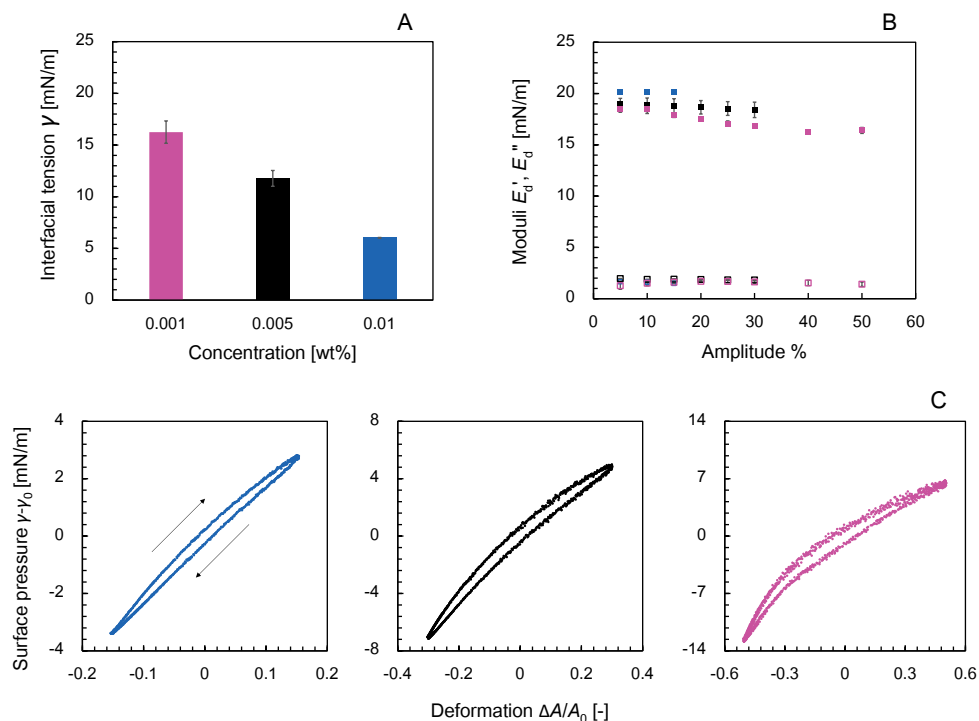 A
Interfacial tension γ [mN/m]
25
20
15
10
5
0
0.001 0.005 0.01
Concentration [wt%]
B
Moduli Ed′, Ed″ [mN/m]
25
20
15
10
5
0
0 10 20 30 40 50 60
Amplitude %
C
Surface pressure γ-γ0 [mN/m]
4
2
0
-2
-4
-0.2 -0.1 0 0.1 0.2
8
4
0
-4
-8
-0.4 -0.2 0 0.2 0.4
14
7
0
-7
-14
-0.6 -0.3 0 0.3 0.6
Deformation ΔA/A0 [-]